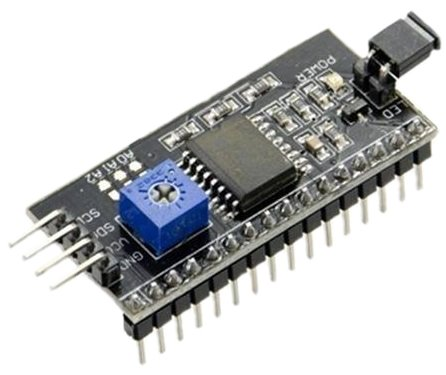 POWER
LED
A0A1A2
SCL
SDA
VCC
GND